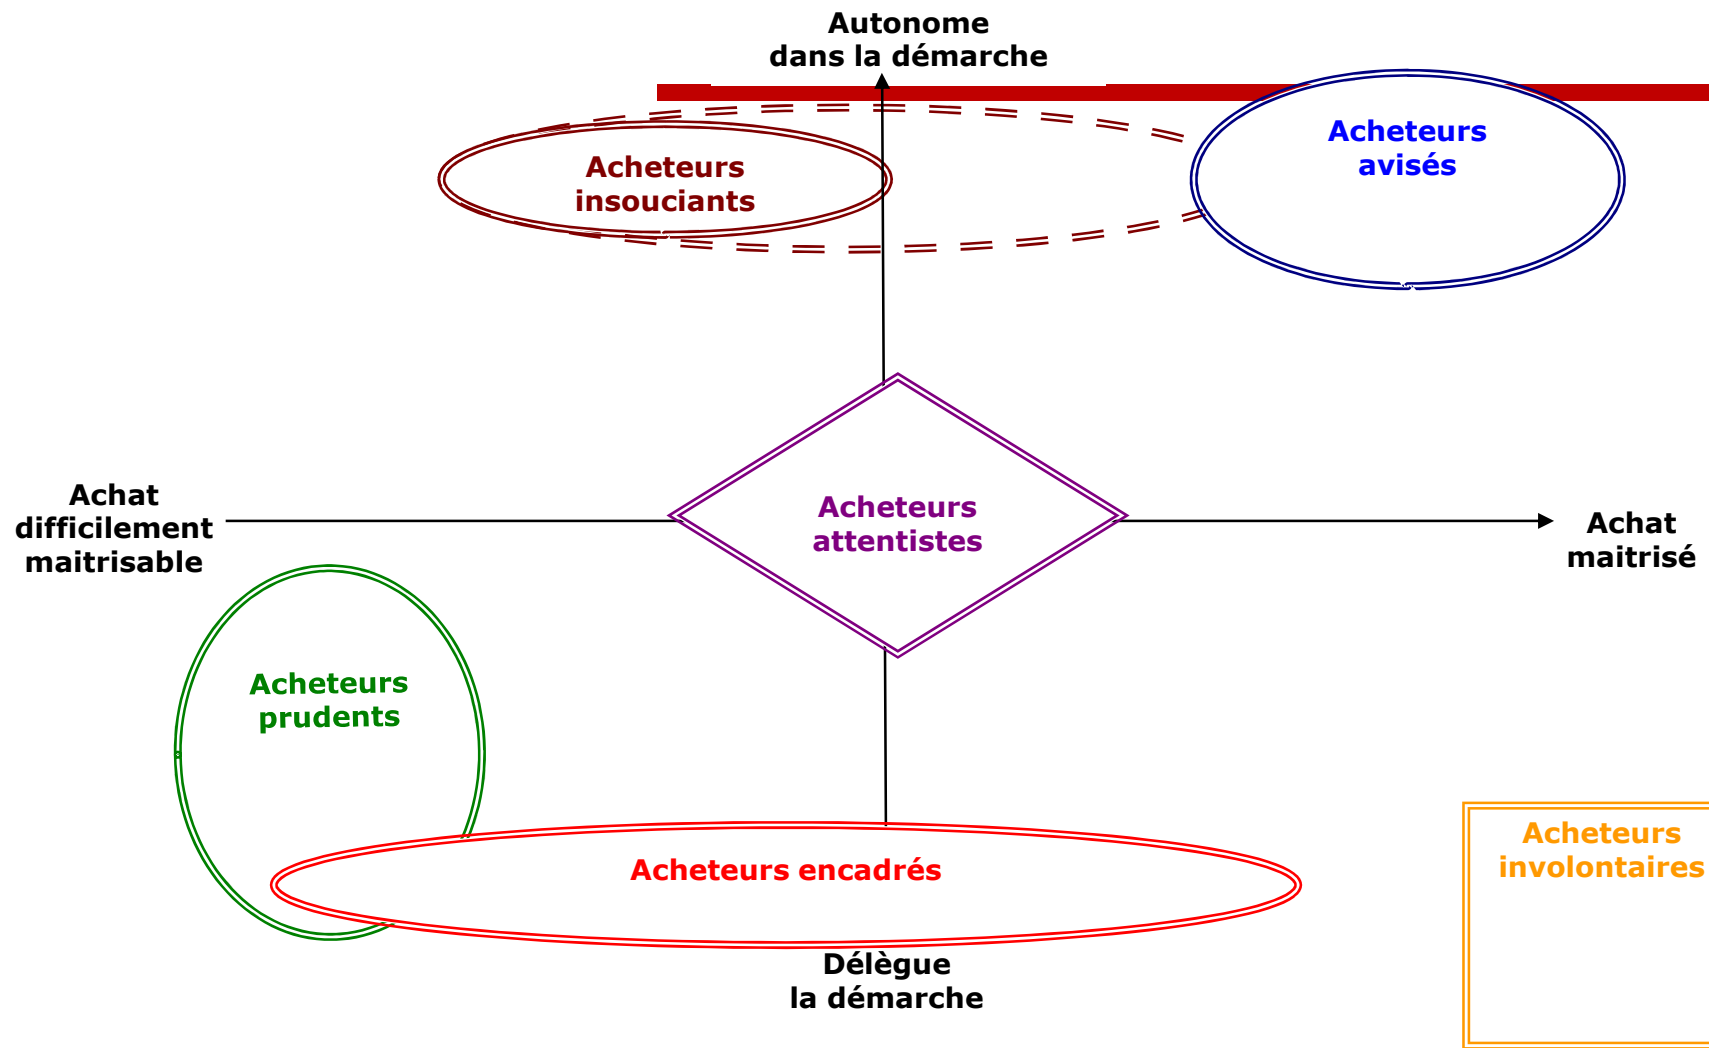 Autonome
dans la démarche
Acheteurs
avisés
Acheteurs
insouciants
Achat
difficilement
maitrisable
Acheteurs
attentistes
Achat
maitrisé
Acheteurs
prudents
Acheteurs
involontaires
Acheteurs encadrés
Délègue
la démarche